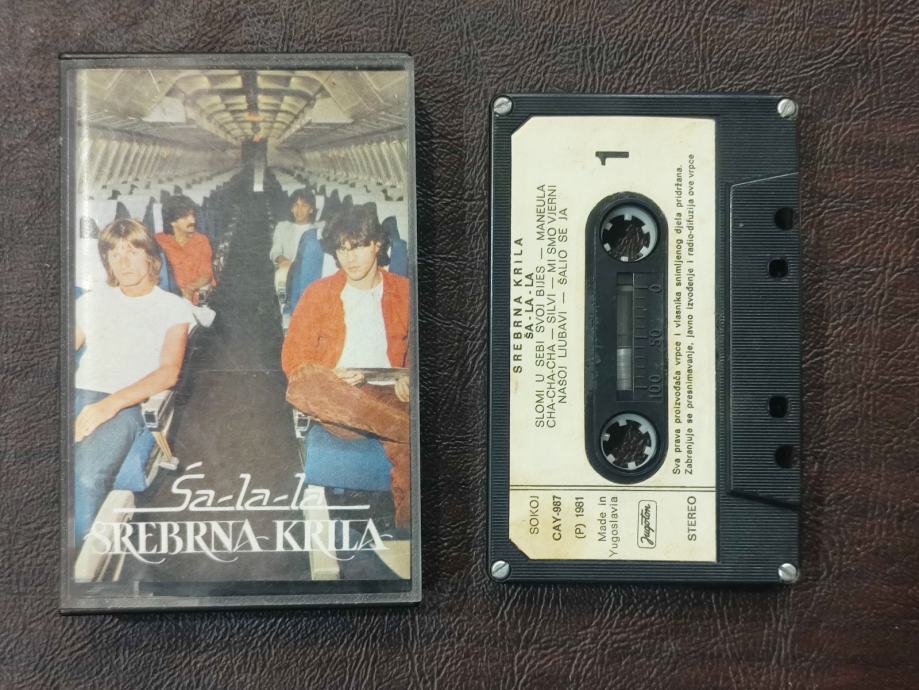 Ša-la-la
SREBRNA KRILA
1
SREBRNA KRILA
ŠA-LA-LA
SLOMI U SEBI SVOJ BIJES — MANEULA
CHA-CHA-CHA — SILVI — MI SMO VJERNI
NAŠOJ LJUBAVI — ŠALIO SE JA
100 50 0
Sva prava proizvođača vrpce i vlasnika snimljenog djela pridržana.
Zabranjuje se presnimavanje, javno izvođenje i radio-difuzija ove vrpce
SOKOJ
CAY-987
(P) 1981
Made in
Yugoslavia
Jugoton
STEREO